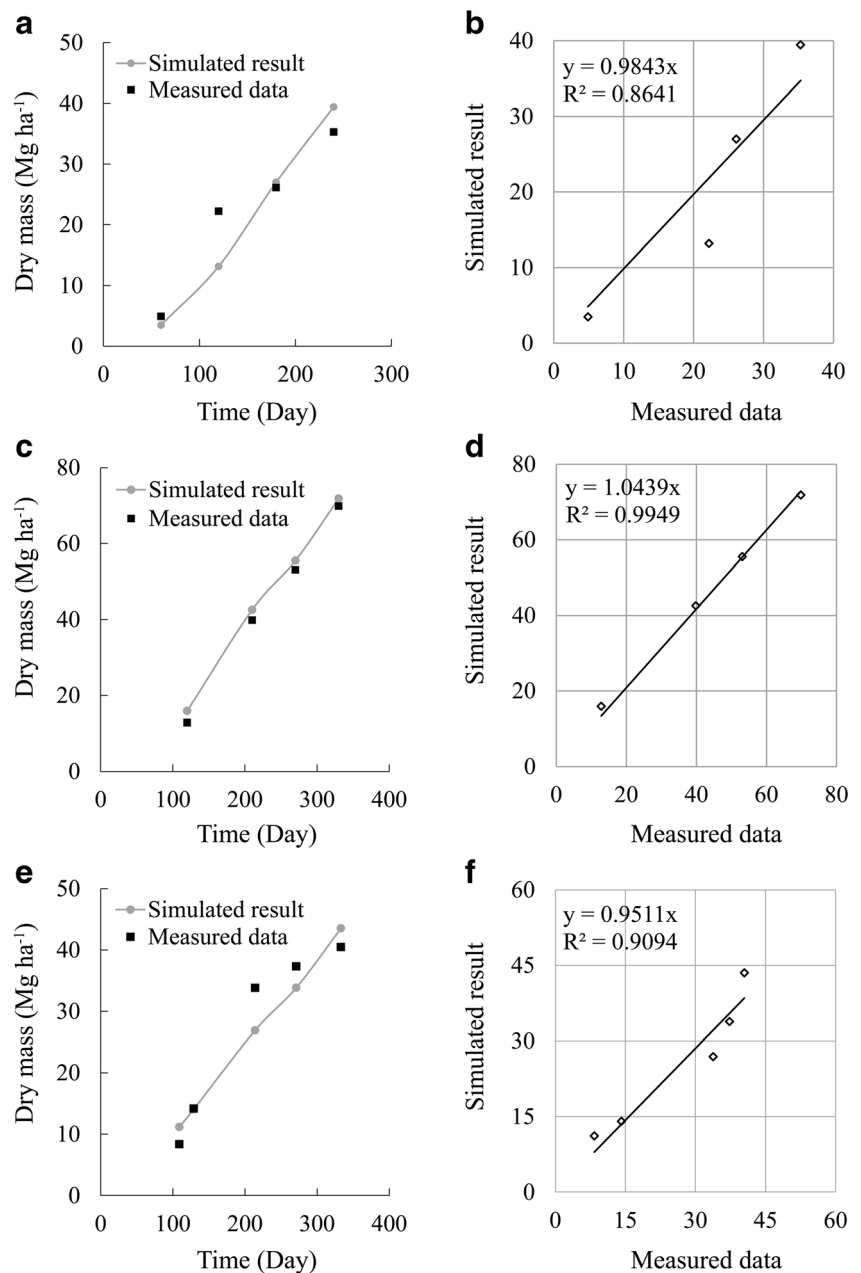 a
50
40
30
20
10
0
Dry mass (Mg ha⁻¹)
Simulated result
Measured data
0 100 200 300
Time (Day)
b
40
30
20
10
0
Simulated result
y = 0.9843x
R² = 0.8641
0 10 20 30 40
Measured data
c
80
60
40
20
0
Dry mass (Mg ha⁻¹)
Simulated result
Measured data
0 100 200 300 400
Time (Day)
d
80
60
40
20
0
Simulated result
y = 1.0439x
R² = 0.9949
0 20 40 60 80
Measured data
e
50
40
30
20
10
0
Dry mass (Mg ha⁻¹)
Simulated result
Measured data
0 100 200 300 400
Time (Day)
f
60
45
30
15
0
Simulated result
y = 0.9511x
R² = 0.9094
0 15 30 45 60
Measured data